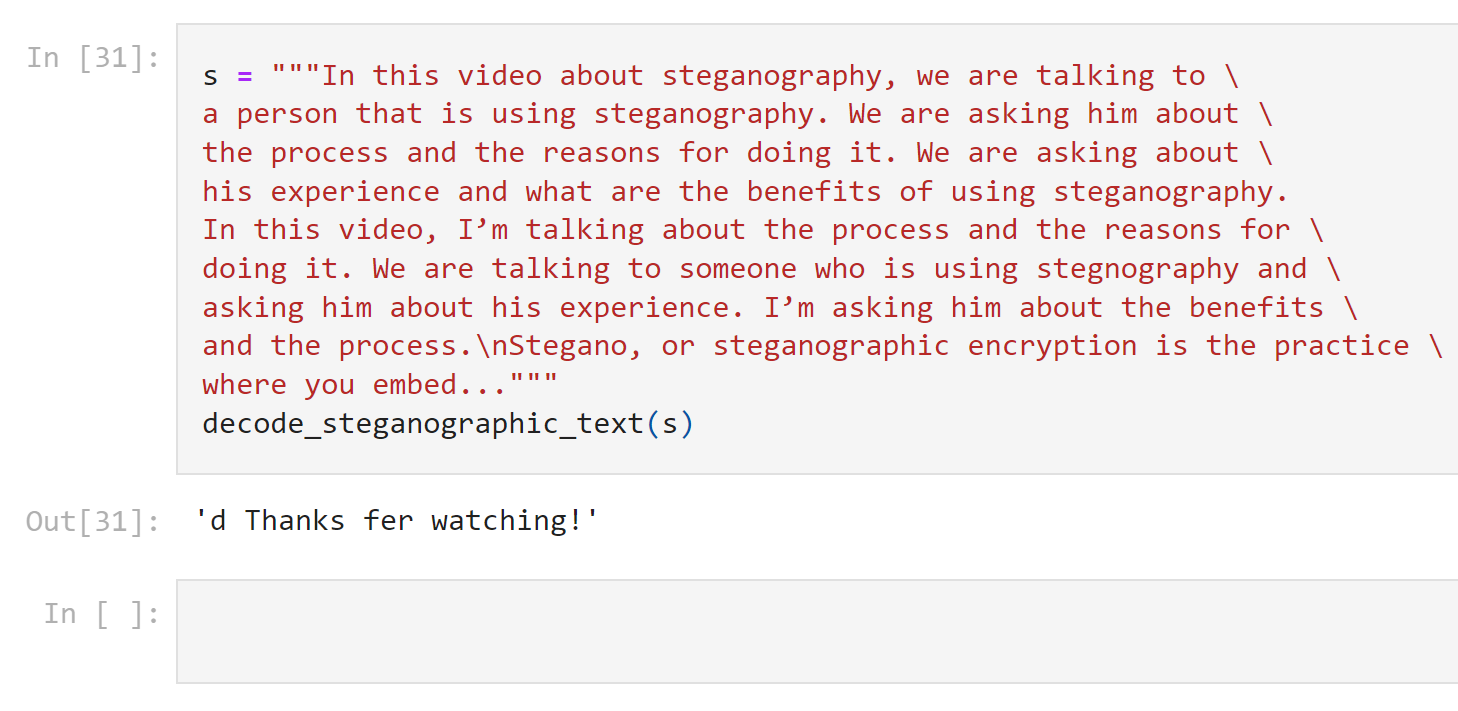 In [31]:
s = """In this video about steganography, we are talking to \
a person that is using steganography. We are asking him about \
the process and the reasons for doing it. We are asking about \
his experience and what are the benefits of using steganography.
In this video, I’m talking about the process and the reasons for \
doing it. We are talking to someone who is using stegnography and \
asking him about his experience. I’m asking him about the benefits \
and the process.\nStegano, or steganographic encryption is the practice \
where you embed..."""
decode_steganographic_text(s)
Out[31]: 'd Thanks fer watching!'
In [ ]: